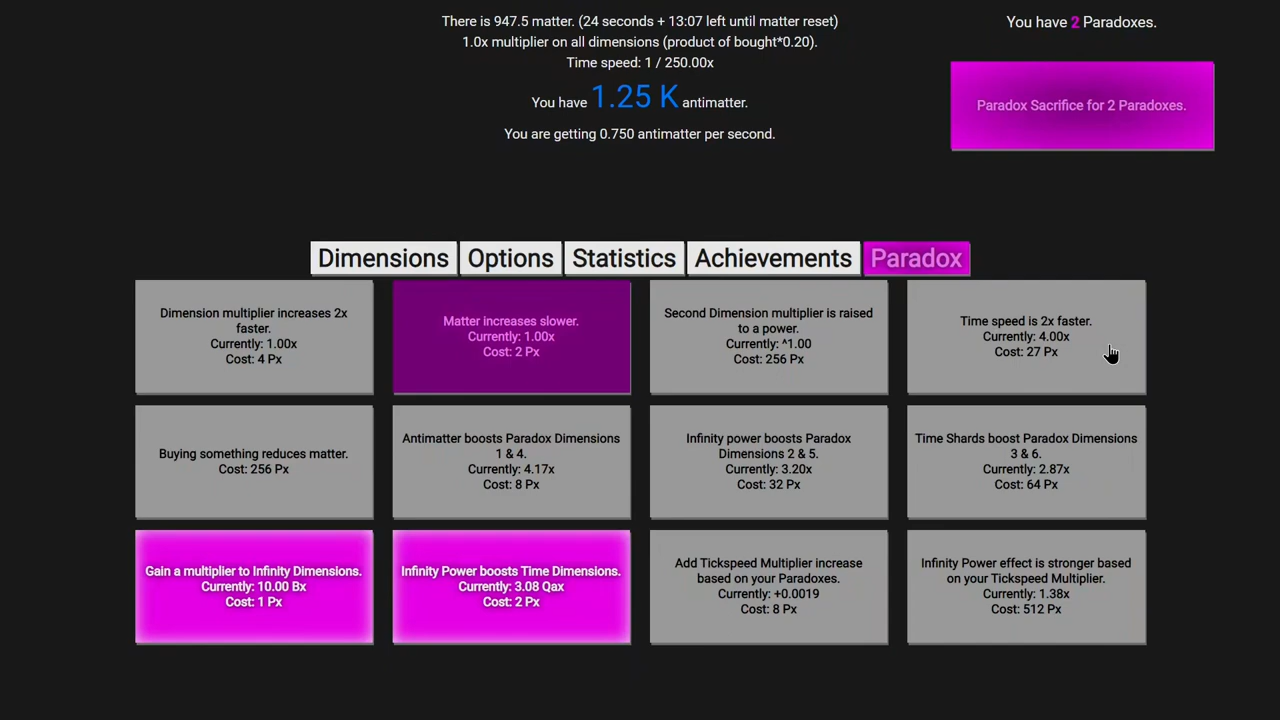 There is 947.5 matter. (24 seconds + 13:07 left until matter reset)
1.0x multiplier on all dimensions (product of bought*0.20).
Time speed: 1 / 250.00x
You have 1.25 K antimatter.
You are getting 0.750 antimatter per second.
You have 2 Paradoxes.
Paradox Sacrifice for 2 Paradoxes.
Dimensions
Options
Statistics
Achievements
Paradox
Dimension multiplier increases 2x
faster.
Currently: 1.00x
Cost: 4 Px
Matter increases slower.
Currently: 1.00x
Cost: 2 Px
Second Dimension multiplier is raised
to a power.
Currently: ^1.00
Cost: 256 Px
Time speed is 2x faster.
Currently: 4.00x
Cost: 27 Px
Buying something reduces matter.
Cost: 256 Px
Antimatter boosts Paradox Dimensions
1 & 4.
Currently: 4.17x
Cost: 8 Px
Infinity power boosts Paradox
Dimensions 2 & 5.
Currently: 3.20x
Cost: 32 Px
Time Shards boost Paradox Dimensions
3 & 6.
Currently: 2.87x
Cost: 64 Px
Gain a multiplier to Infinity Dimensions.
Currently: 10.00 Bx
Cost: 1 Px
Infinity Power boosts Time Dimensions.
Currently: 3.08 Qax
Cost: 2 Px
Add Tickspeed Multiplier increase
based on your Paradoxes.
Currently: +0.0019
Cost: 8 Px
Infinity Power effect is stronger based
on your Tickspeed Multiplier.
Currently: 1.38x
Cost: 512 Px